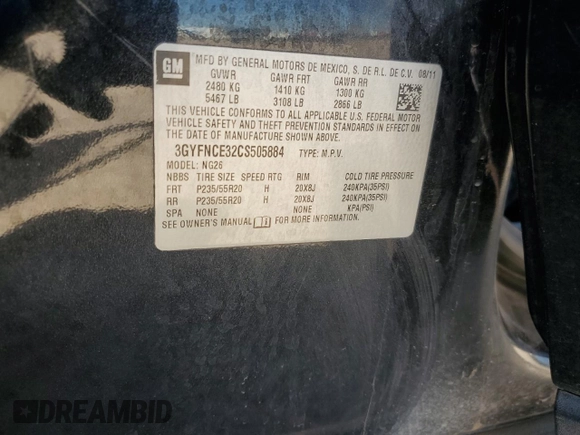 GM
MFD BY GENERAL MOTORS DE MEXICO, S. DE R.L. DE C.V. 08/11
GVWR GAWR FRT GAWR RR
2480 KG 1410 KG 1300 KG
5467 LB 3108 LB 2866 LB
THIS VEHICLE CONFORMS TO ALL APPLICABLE U.S. FEDERAL MOTOR
VEHICLE SAFETY AND THEFT PREVENTION STANDARDS IN EFFECT ON
THE DATE OF MANUFACTURE SHOWN ABOVE.
3GYFNCE32CS505884 TYPE: M.P.V.
MODEL: NG26
NBBS TIRE SIZE SPEED RTG RIM COLD TIRE PRESSURE
FRT P235/55R20 H 20X8J 240KPA(35PSI)
RR P235/55R20 H 20X8J 240KPA(35PSI)
SPA NONE NONE KPA(PSI)
SEE OWNER'S MANUAL i FOR MORE INFORMATION.
DREAMBID